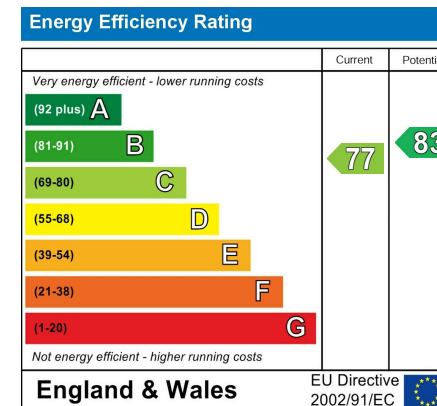 Energy Efficiency Rating
Current Potenti
Very energy efficient - lower running costs
(92 plus) A
(81-91) B
(69-80) C
(55-68) D
(39-54) E
(21-38) F
(1-20) G
77
83
Not energy efficient - higher running costs
England & Wales
EU Directive
2002/91/EC